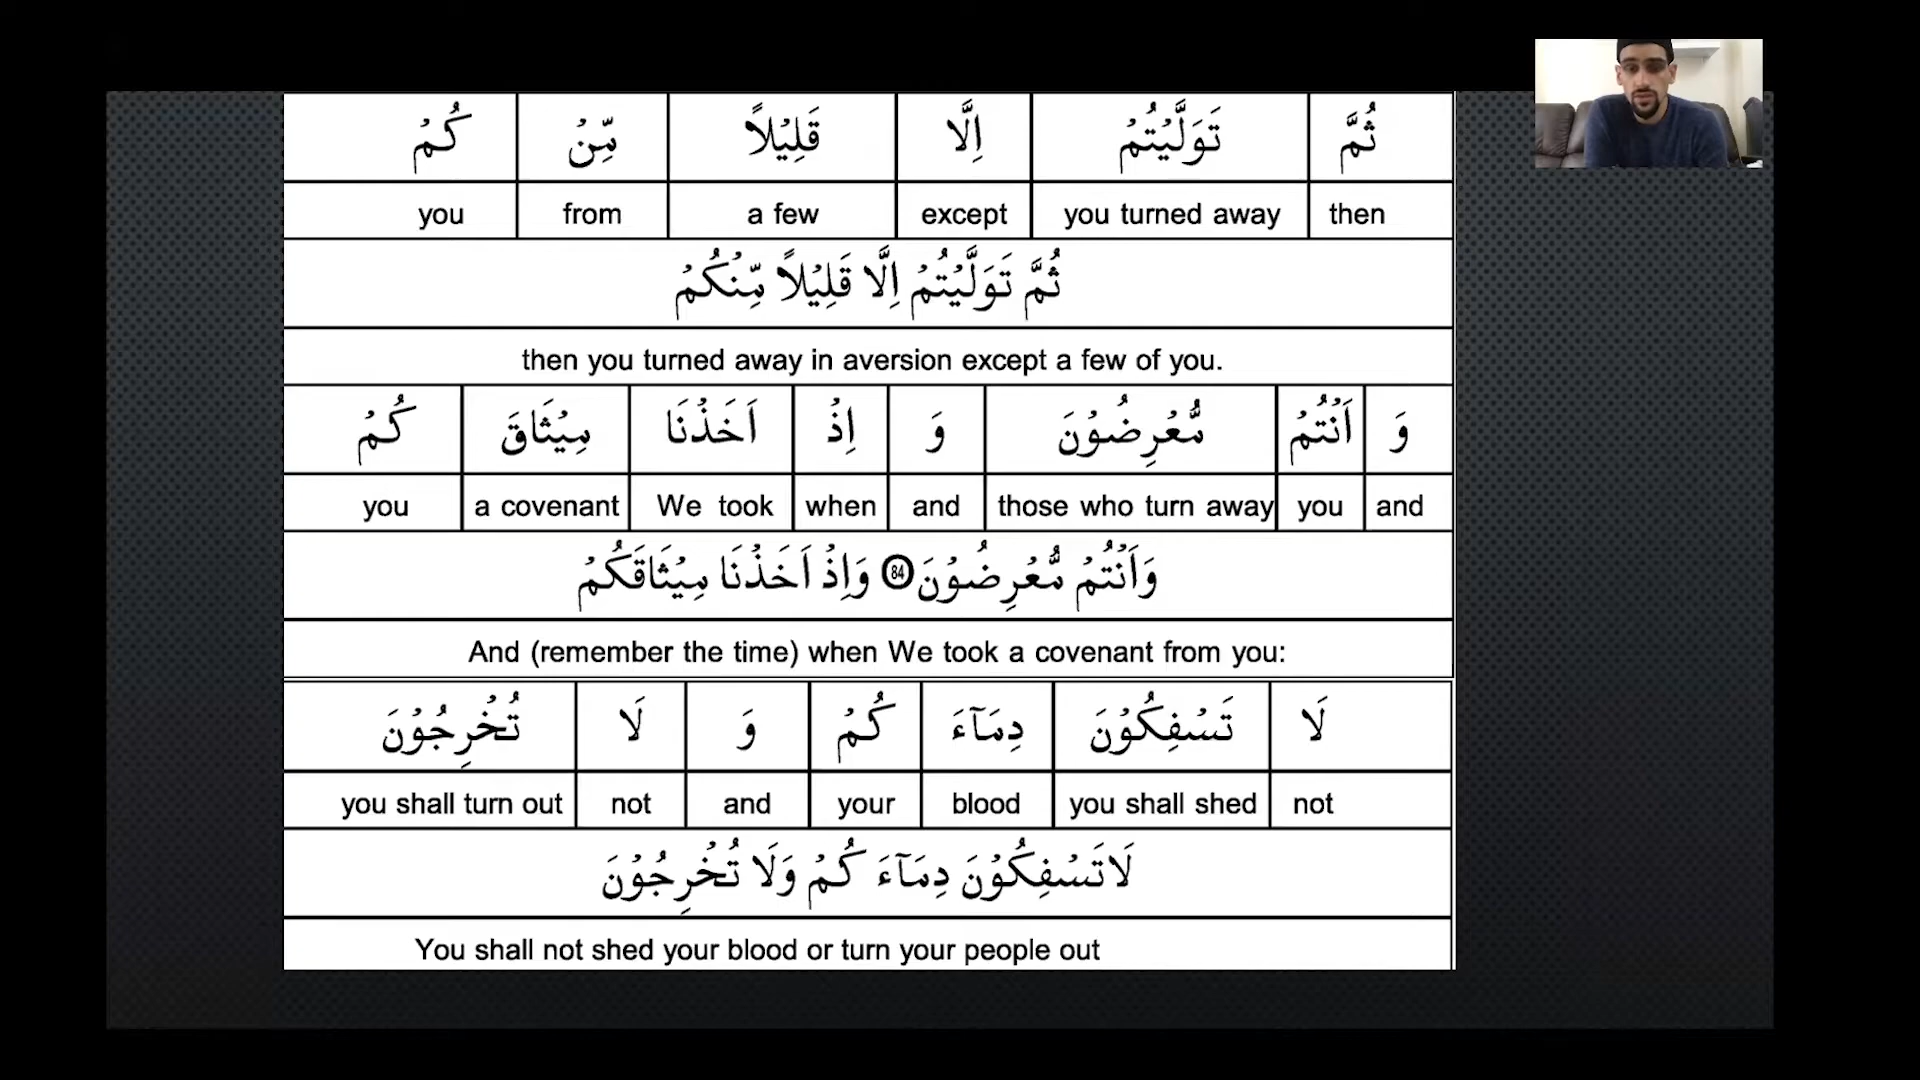 ثُمَّ تَوَلَّيْتُمْ اِلَّا قَلِيْلًا مِّنْ كُمْ
then you turned away except a few from you
ثُمَّ تَوَلَّيْتُمْ اِلَّا قَلِيْلًا مِّنْكُمْ
then you turned away in aversion except a few of you.
وَ اَنْتُمْ مُّعْرِضُوْنَ وَ اِذْ اَخَذْنَا مِيْثَاقَ كُمْ
and you those who turn away and when We took a covenant you
وَاَنْتُمْ مُّعْرِضُوْنَ 84 وَاِذْ اَخَذْنَا مِيْثَاقَكُمْ
And (remember the time) when We took a covenant from you:
لَا تَسْفِكُوْنَ دِمَآءَ كُمْ وَ لَا تُخْرِجُوْنَ
not you shall shed blood your and not you shall turn out
لَاتَسْفِكُوْنَ دِمَآءَ كُمْ وَلَا تُخْرِجُوْنَ
You shall not shed your blood or turn your people out